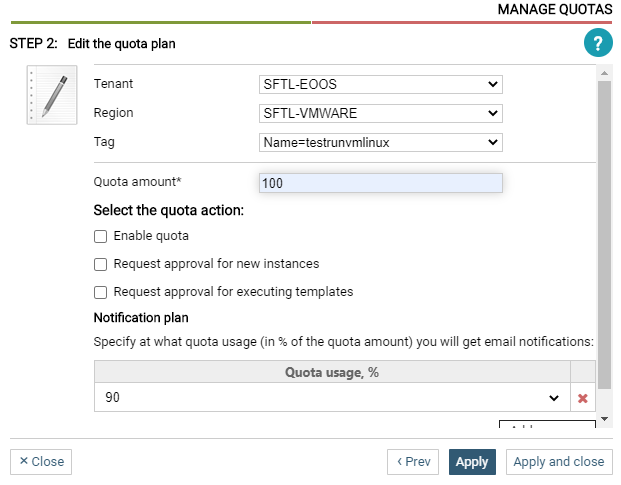 MANAGE QUOTAS
STEP 2: Edit the quota plan
?
Tenant SFTL-EOOS
Region SFTL-VMWARE
Tag Name=testrunvmlinux
Quota amount* 100
Select the quota action:
Enable quota
Request approval for new instances
Request approval for executing templates
Notification plan
Specify at what quota usage (in % of the quota amount) you will get email notifications:
Quota usage, %
90
× Close
‹ Prev
Apply
Apply and close